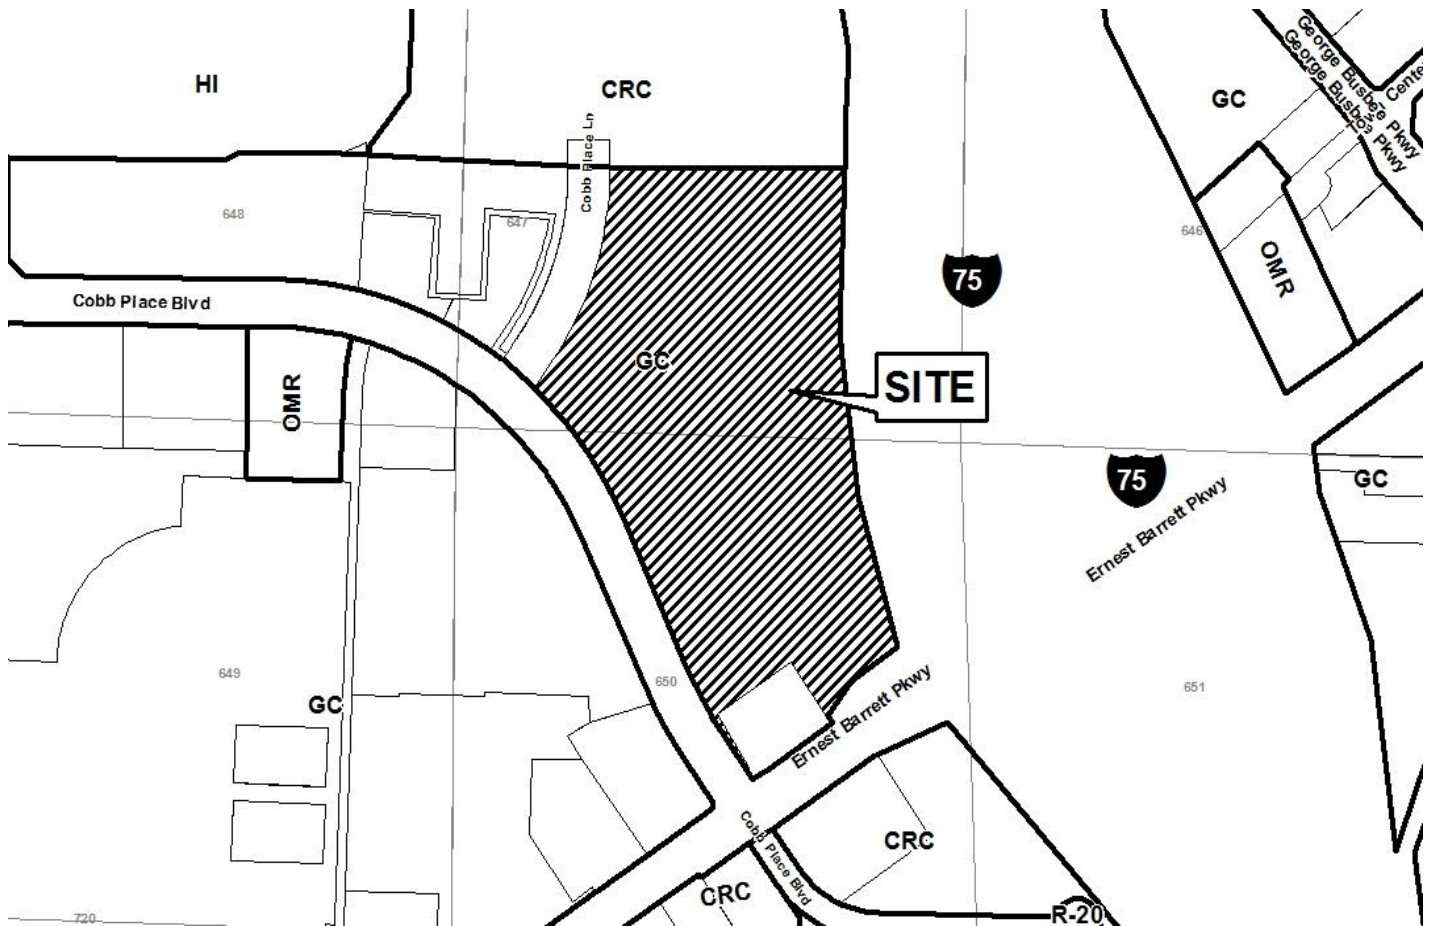 HI
CRC
GC
George Busbee Pkwy
George Busbee Pkwy
Cobb Place Ln
648
647
646
OMR
75
Cobb Place Blvd
GC
SITE
OMR
75
GC
Ernest Barrett Pkwy
649
650
651
GC
Ernest Barrett Pkwy
Cobb Place Blvd
CRC
CRC
R-20
720